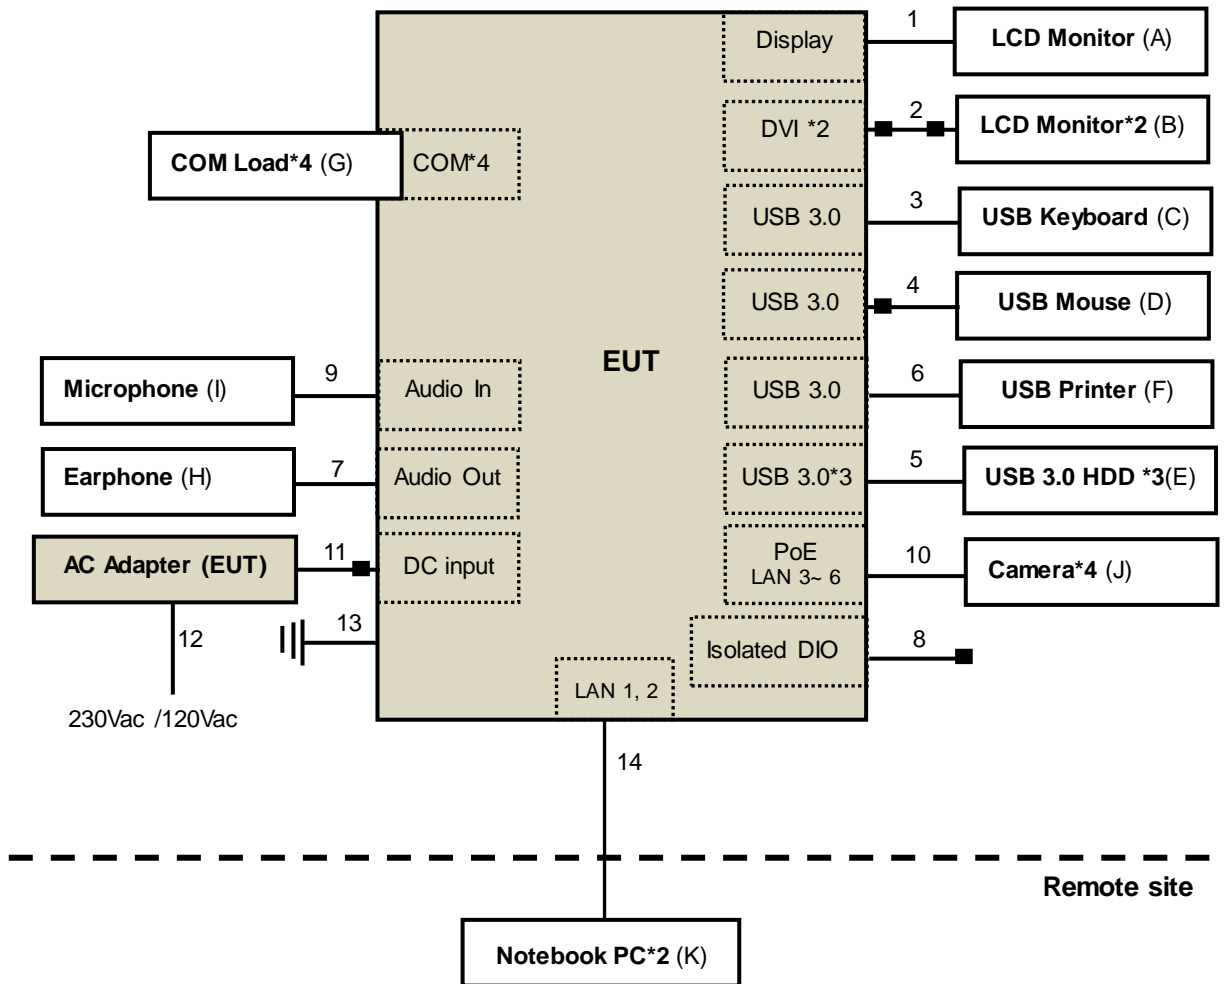 Display
1
LCD Monitor (A)
DVI *2
2
LCD Monitor*2 (B)
COM Load*4 (G)
COM*4
USB 3.0
3
USB Keyboard (C)
USB 3.0
4
USB Mouse (D)
EUT
Microphone (I)
9
Audio In
USB 3.0
6
USB Printer (F)
Earphone (H)
7
Audio Out
USB 3.0*3
5
USB 3.0 HDD *3(E)
AC Adapter (EUT)
11
DC input
PoE
LAN 3~ 6
10
Camera*4 (J)
12
13
Isolated DIO
8
LAN 1, 2
230Vac /120Vac
14
Remote site
Notebook PC*2 (K)